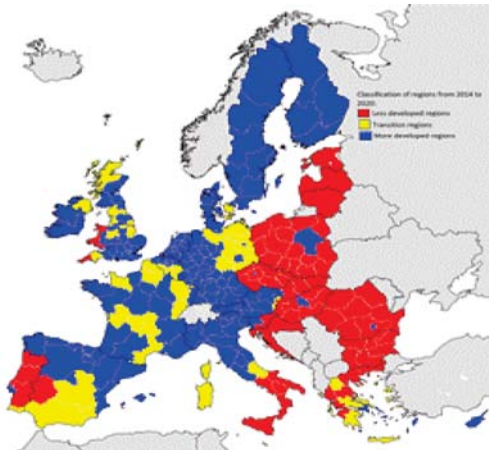 Classification of regions from 2014 to
2020:
Less developed regions
Transition regions
More developed regions